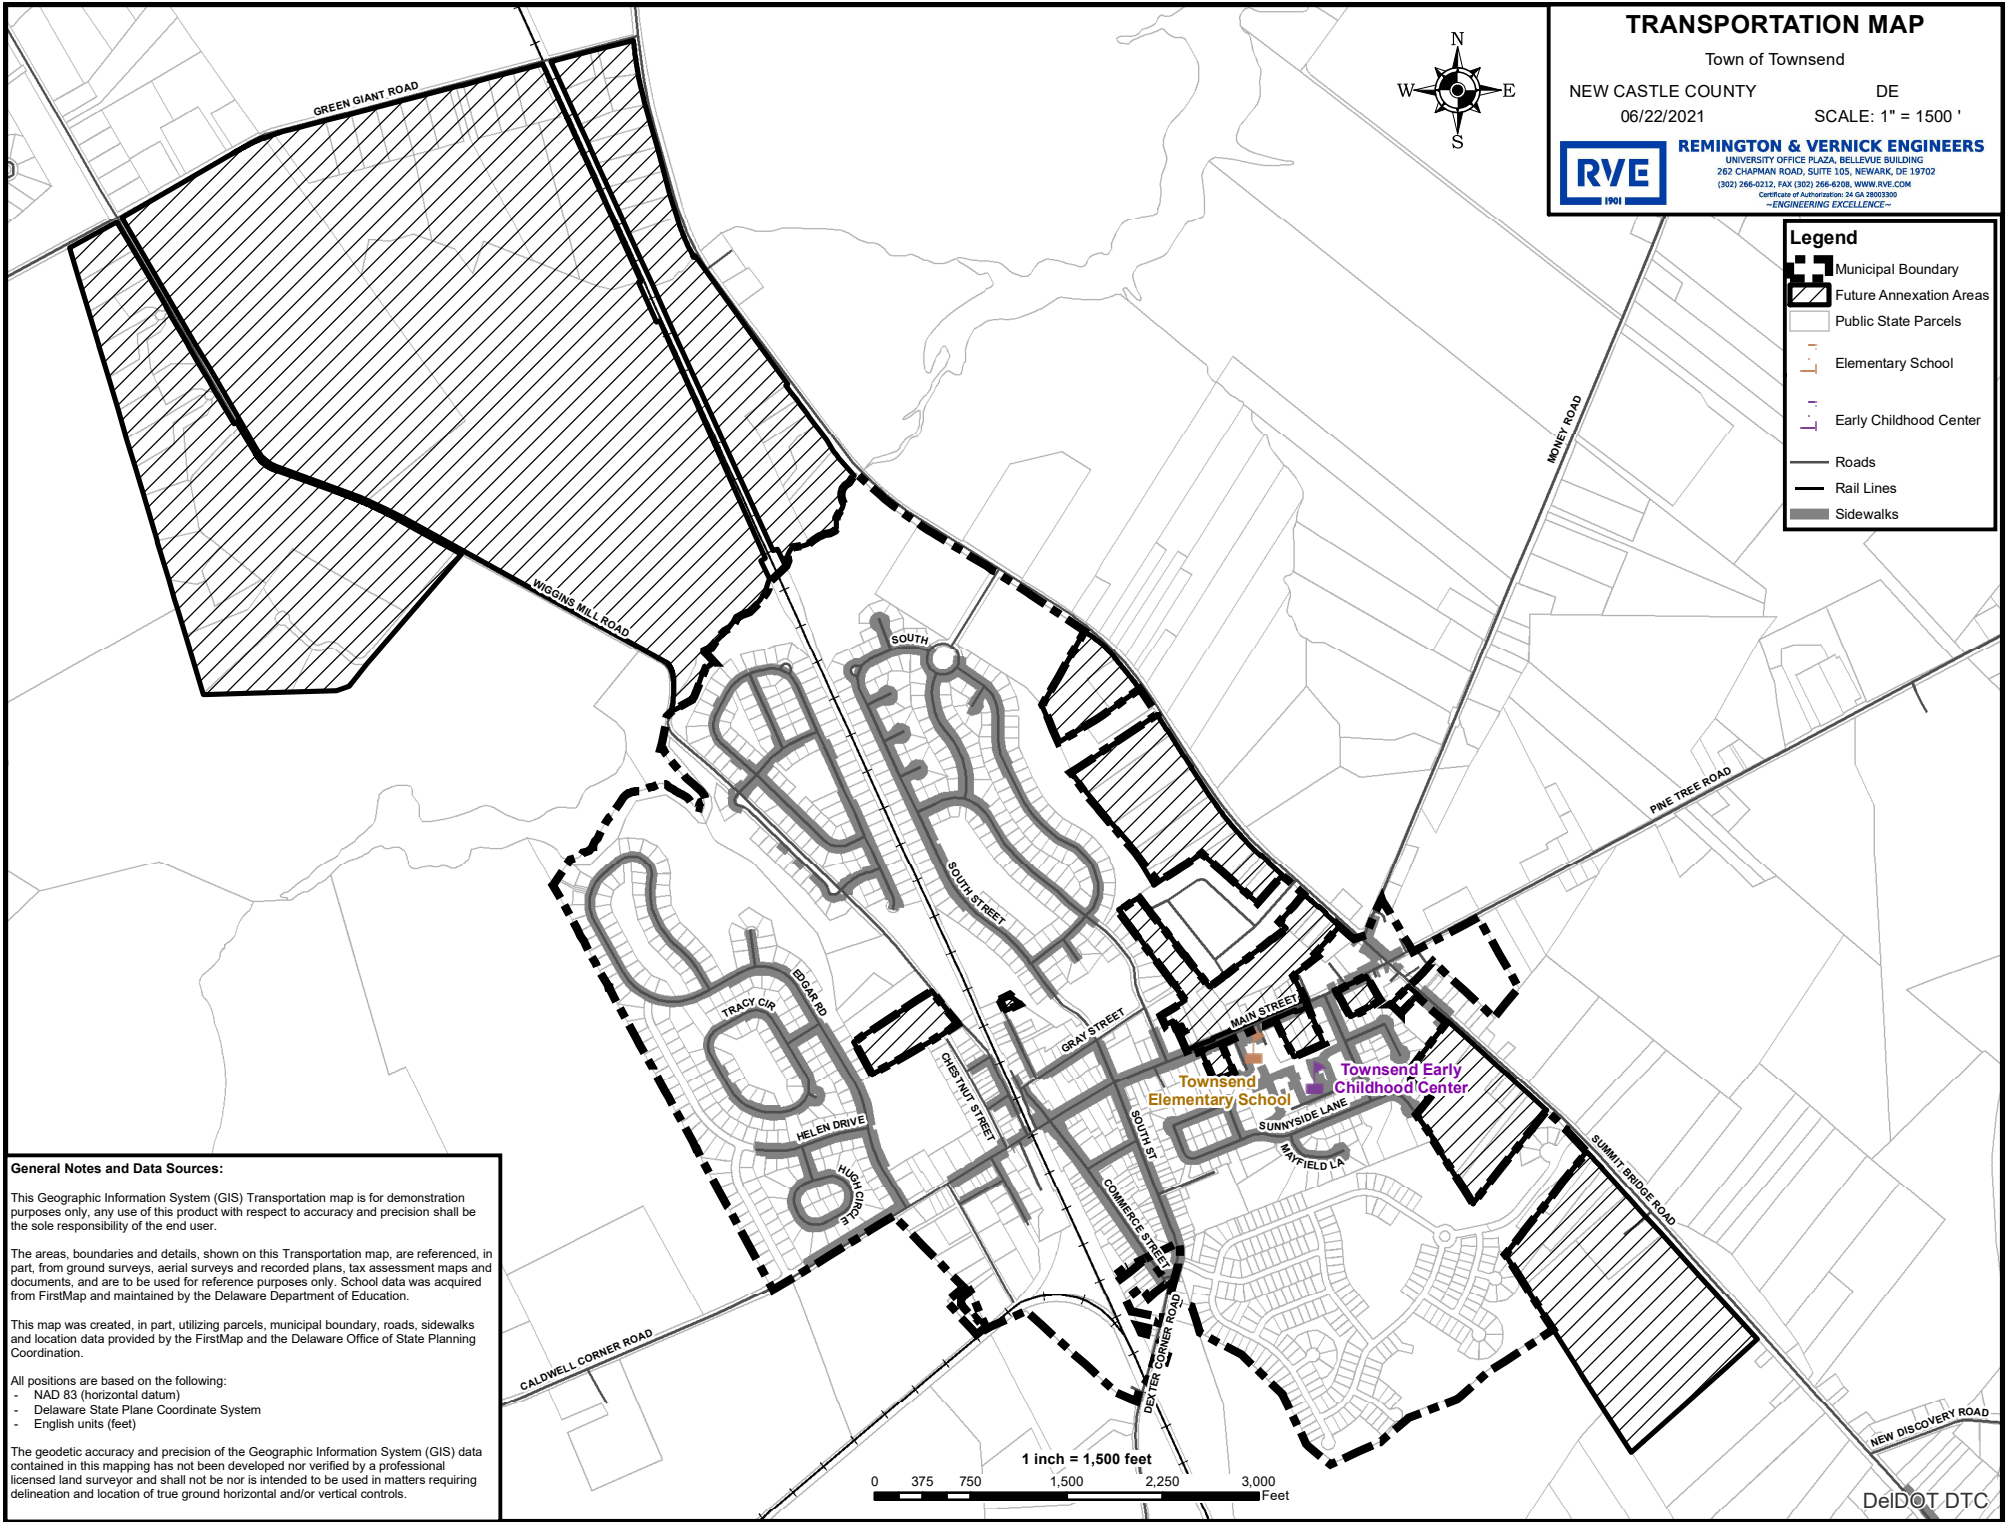 TRANSPORTATION MAP
Town of Townsend
NEW CASTLE COUNTY DE
06/22/2021 SCALE: 1" = 1500 '
RVE
1901
REMINGTON & VERNICK ENGINEERS
UNIVERSITY OFFICE PLAZA, BELLEVUE BUILDING
262 CHAPMAN ROAD, SUITE 105, NEWARK, DE 19702
(302) 266-0212, FAX (302) 266-6208, WWW.RVE.COM
Certificate of Authorization: 24 GA 28003300
~ENGINEERING EXCELLENCE~
N
W
E
S
Legend
Municipal Boundary
Future Annexation Areas
Public State Parcels
Elementary School
Early Childhood Center
Roads
Rail Lines
Sidewalks
GREEN GIANT ROAD
MONEY ROAD
WIGGINS MILL ROAD
SOUTH
PINE TREE ROAD
SOUTH STREET
EDGAR RD
TRACY CIR
MAIN STREET
GRAY STREET
CHESTNUT STREET
Townsend
Elementary School
Townsend Early
Childhood Center
SUNNYSIDE LANE
HELEN DRIVE
SOUTH ST
MAYFIELD LA
HUGH CIRCLE
COMMERCE STREET
SUMMIT BRIDGE ROAD
DEXTER CORNER ROAD
CALDWELL CORNER ROAD
NEW DISCOVERY ROAD
General Notes and Data Sources:
This Geographic Information System (GIS) Transportation map is for demonstration
purposes only, any use of this product with respect to accuracy and precision shall be
the sole responsibility of the end user.
The areas, boundaries and details, shown on this Transportation map, are referenced, in
part, from ground surveys, aerial surveys and recorded plans, tax assessment maps and
documents, and are to be used for reference purposes only. School data was acquired
from FirstMap and maintained by the Delaware Department of Education.
This map was created, in part, utilizing parcels, municipal boundary, roads, sidewalks
and location data provided by the FirstMap and the Delaware Office of State Planning
Coordination.
All positions are based on the following:
- NAD 83 (horizontal datum)
- Delaware State Plane Coordinate System
- English units (feet)
The geodetic accuracy and precision of the Geographic Information System (GIS) data
contained in this mapping has not been developed nor verified by a professional
licensed land surveyor and shall not be nor is intended to be used in matters requiring
delineation and location of true ground horizontal and/or vertical controls.
1 inch = 1,500 feet
0 375 750 1,500 2,250 3,000
Feet
DelDOT DTC